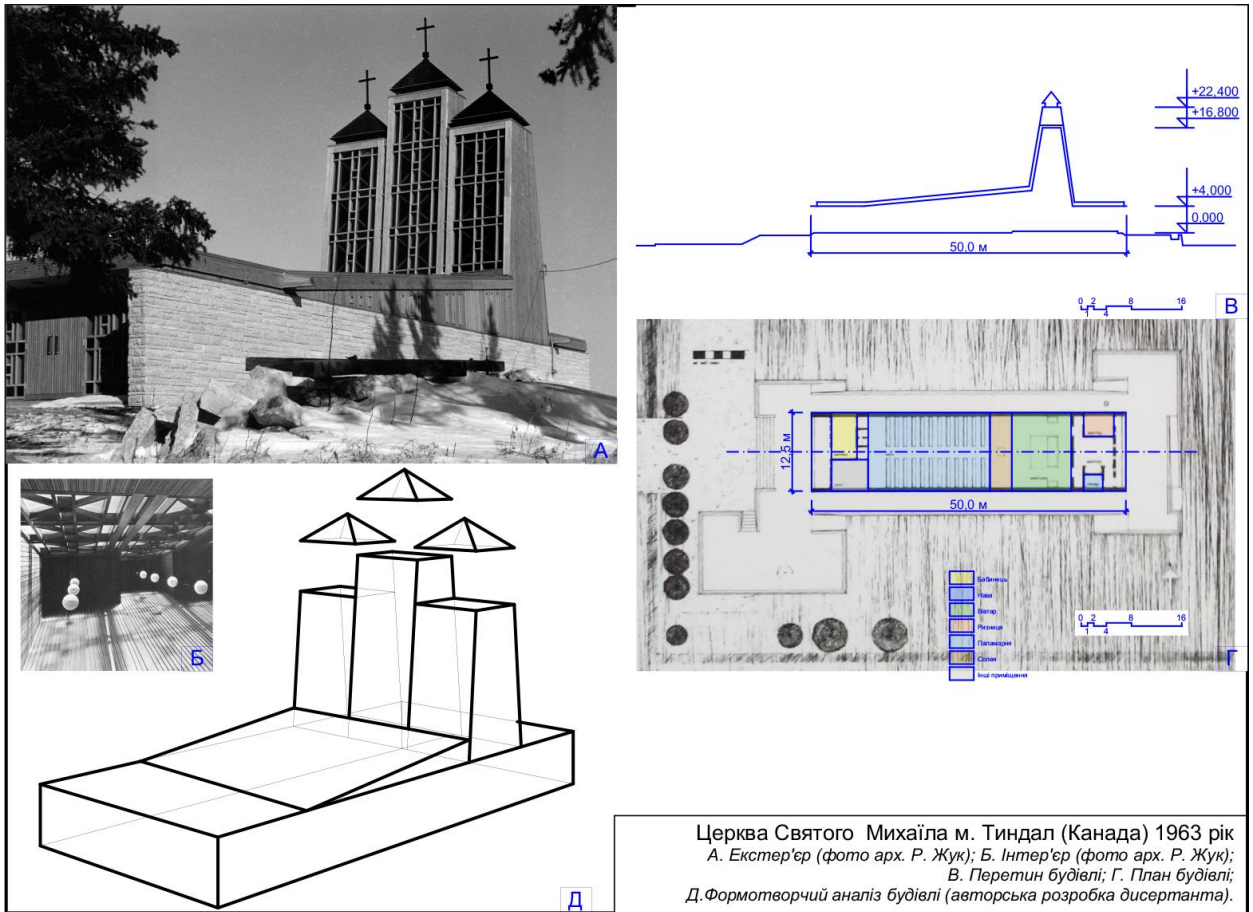 А
+22,400
+16,800
+4,000
0,000
50,0 м
0 2 8 16
1 4
В
12,5 м
50,0 м
Бабинець
Нава
Вівтар
Ризниця
Паламарня
Солея
Інші приміщення
0 2 8 16
1 4
Г
Б
Д
Церква Святого Михаїла м. Тиндал (Канада) 1963 рік
А. Екстер'єр (фото арх. Р. Жук); Б. Інтер'єр (фото арх. Р. Жук);
В. Перетин будівлі; Г. План будівлі;
Д.Формотворчий аналіз будівлі (авторська розробка дисертанта).